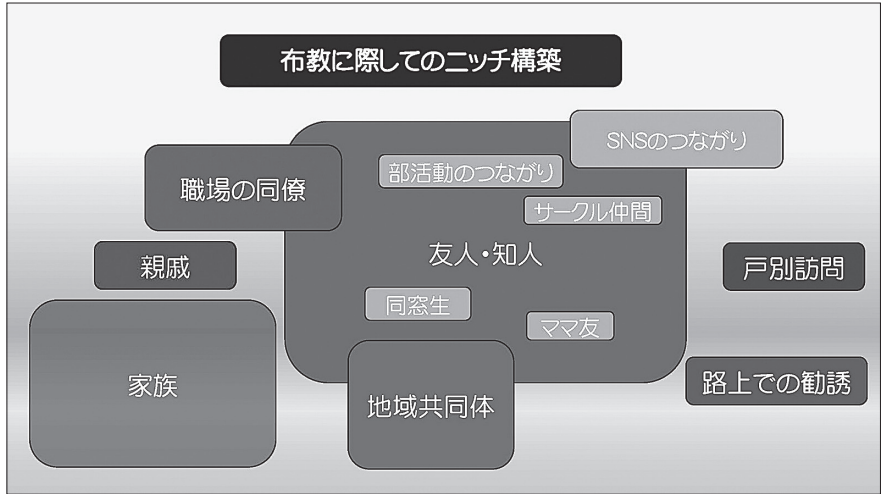 布教に際してのニッチ構築
SNSのつながり
職場の同僚
部活動のつながり
サークル仲間
友人・知人
親戚
戸別訪問
同窓生
ママ友
家族
地域共同体
路上での勧誘